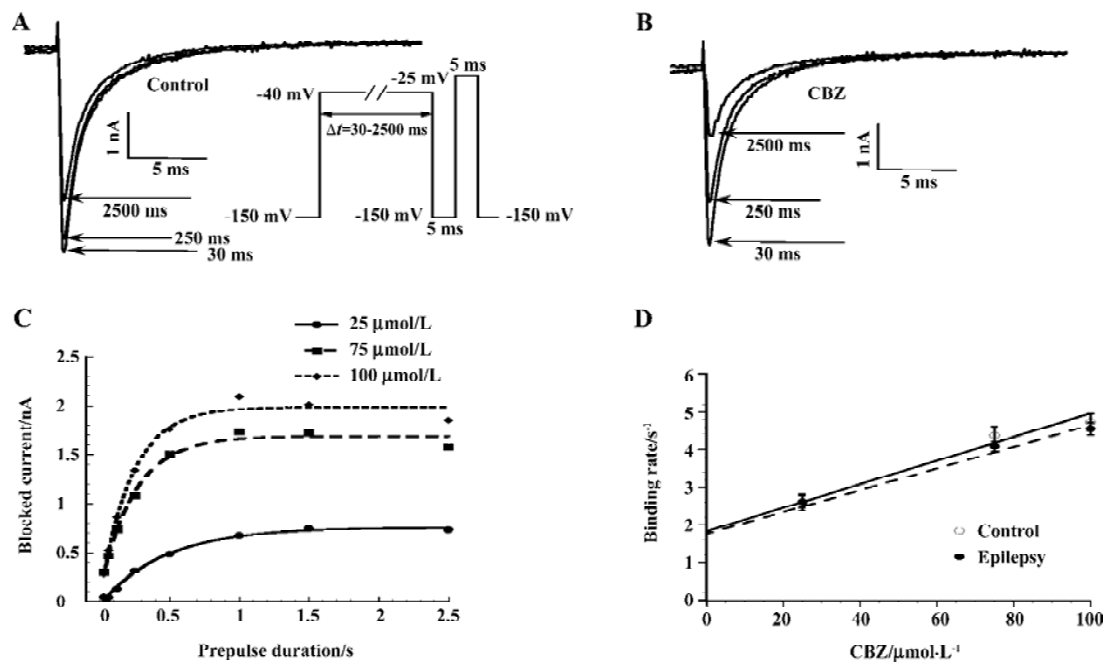 A
Control
1 nA
5 ms
2500 ms
250 ms
30 ms
-40 mV
-25 mV
5 ms
Δt=30-2500 ms
-150 mV
-150 mV
-150 mV
5 ms
B
CBZ
2500 ms
250 ms
30 ms
1 nA
5 ms
C
25 μmol/L
75 μmol/L
100 μmol/L
2.5
2
1.5
1
0.5
0
Blocked current/nA
0 0.5 1.0 1.5 2.0 2.5
Prepulse duration/s
D
6
5
4
3
2
1
0
Binding rate/s⁻¹
Control
Epilepsy
0 20 40 60 80 100
CBZ/μmol·L⁻¹